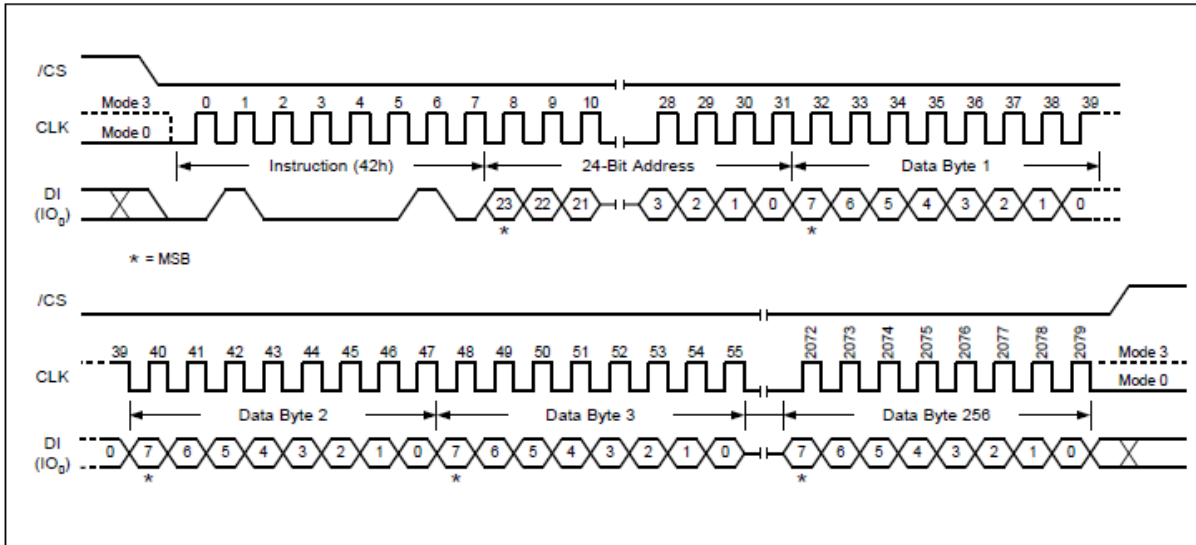 /CS
Mode 3 0 1 2 3 4 5 6 7 8 9 10 28 29 30 31 32 33 34 35 36 37 38 39
CLK Mode 0
Instruction (42h) 24-Bit Address Data Byte 1
DI
(IO0) 23 22 21 3 2 1 0 7 6 5 4 3 2 1 0
* *
* = MSB
/CS
39 40 41 42 43 44 45 46 47 48 49 50 51 52 53 54 55 2072 2073 2074 2075 2076 2077 2078 2079 Mode 3
CLK Mode 0
Data Byte 2 Data Byte 3 Data Byte 256
DI
(IO0) 0 7 6 5 4 3 2 1 0 7 6 5 4 3 2 1 0 7 6 5 4 3 2 1 0
* * *